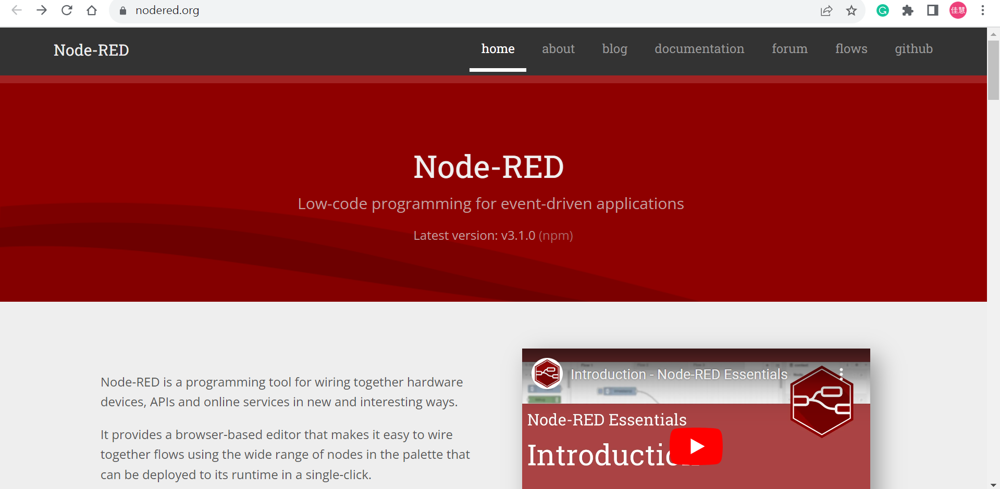 nodered.org
佳慧
Node-RED
home about blog documentation forum flows github
Node-RED
Low-code programming for event-driven applications
Latest version: v3.1.0 (npm)
Node-RED is a programming tool for wiring together hardware
devices, APIs and online services in new and interesting ways.
It provides a browser-based editor that makes it easy to wire
together flows using the wide range of nodes in the palette that
can be deployed to its runtime in a single-click.
Introduction - Node-RED Essentials
Node-RED Essentials
Introduction